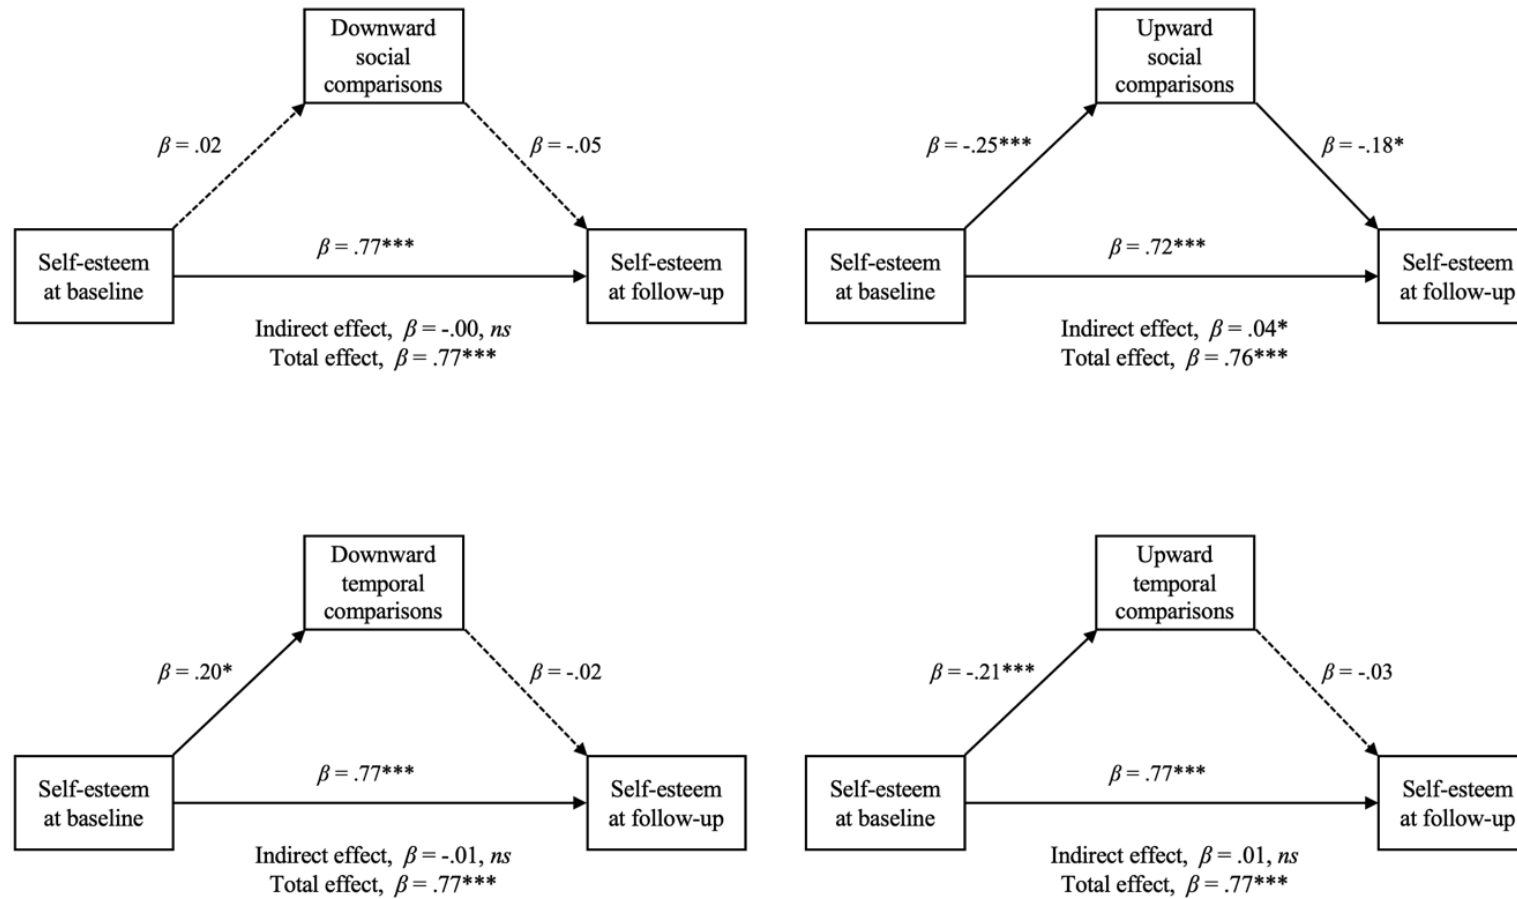 Downward
social
comparisons
β = .02
β = -.05
Self-esteem
at baseline
β = .77***
Self-esteem
at follow-up
Indirect effect, β = -.00, ns
Total effect, β = .77***
Upward
social
comparisons
β = -.25***
β = -.18*
Self-esteem
at baseline
β = .72***
Self-esteem
at follow-up
Indirect effect, β = .04*
Total effect, β = .76***
Downward
temporal
comparisons
β = .20*
β = -.02
Self-esteem
at baseline
β = .77***
Self-esteem
at follow-up
Indirect effect, β = -.01, ns
Total effect, β = .77***
Upward
temporal
comparisons
β = -.21***
β = -.03
Self-esteem
at baseline
β = .77***
Self-esteem
at follow-up
Indirect effect, β = .01, ns
Total effect, β = .77***